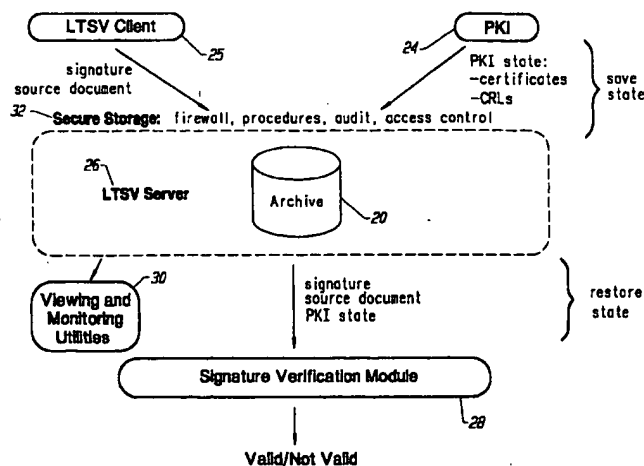 LTSV Client
25
PKI
24
signature
source document
PKI state:
-certificates
-CRLs
save
state
32 Secure Storage: firewall, procedures, audit, access control
26
LTSV Server
Archive
20
30
Viewing and
Monitoring
Utilities
signature
source document
PKI state
restore
state
Signature Verification Module
28
Valid/Not Valid